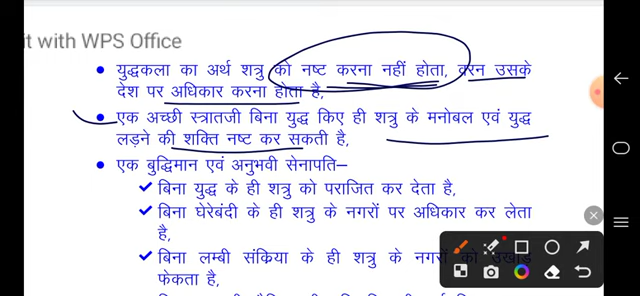 it with WPS Office
युद्धकला का अर्थ शत्रु को नष्ट करना नहीं होता, वरन उसके
देश पर अधिकार करना होता है,
एक अच्छी स्त्रातजी बिना युद्ध किए ही शत्रु के मनोबल एवं युद्ध
लड़ने की शक्ति नष्ट कर सकती है,
एक बुद्धिमान एवं अनुभवी सेनापति–
बिना युद्ध के ही शत्रु को पराजित कर देता है,
बिना घेरेबंदी के ही शत्रु के नगरों पर अधिकार कर लेता
है,
बिना लम्बी संक्रिया के ही शत्रु के नगरों को उखाड़
फेकता है,